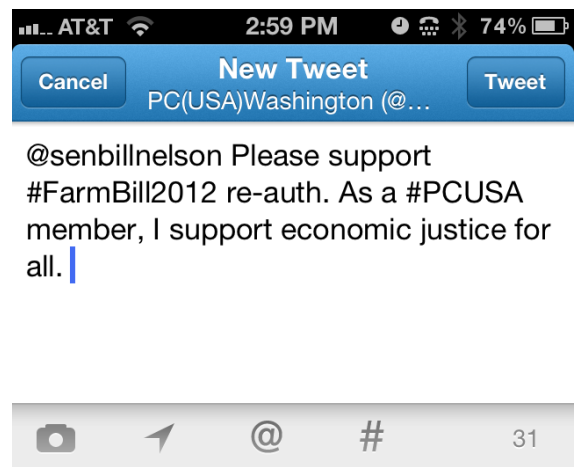 AT&T 2:59 PM 74%
Cancel New Tweet Tweet
PC(USA)Washington (@...
@senbillnelson Please support
#FarmBill2012 re-auth. As a #PCUSA
member, I support economic justice for
all.
@ # 31